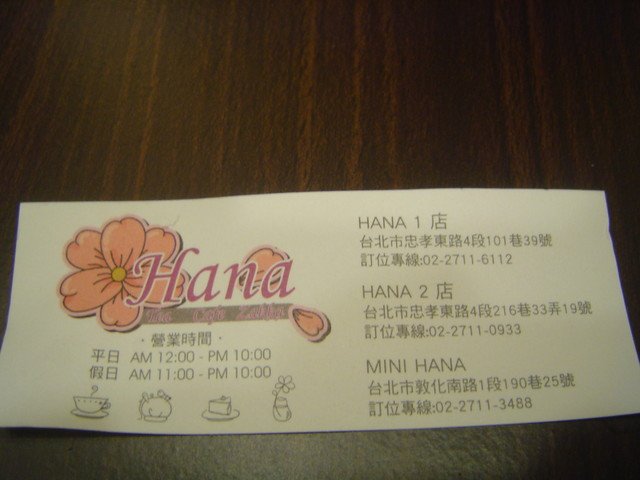 Hana
Tea Cafe
·營業時間·
平日 AM 12:00 - PM 10:00
假日 AM 11:00 - PM 10:00
HANA 1 店
台北市忠孝東路4段101巷39號
訂位專線:02-2711-6112
HANA 2 店
台北市忠孝東路4段216巷33弄19號
訂位專線:02-2711-0933
MINI HANA
台北市敦化南路1段190巷25號
訂位專線:02-2711-3488